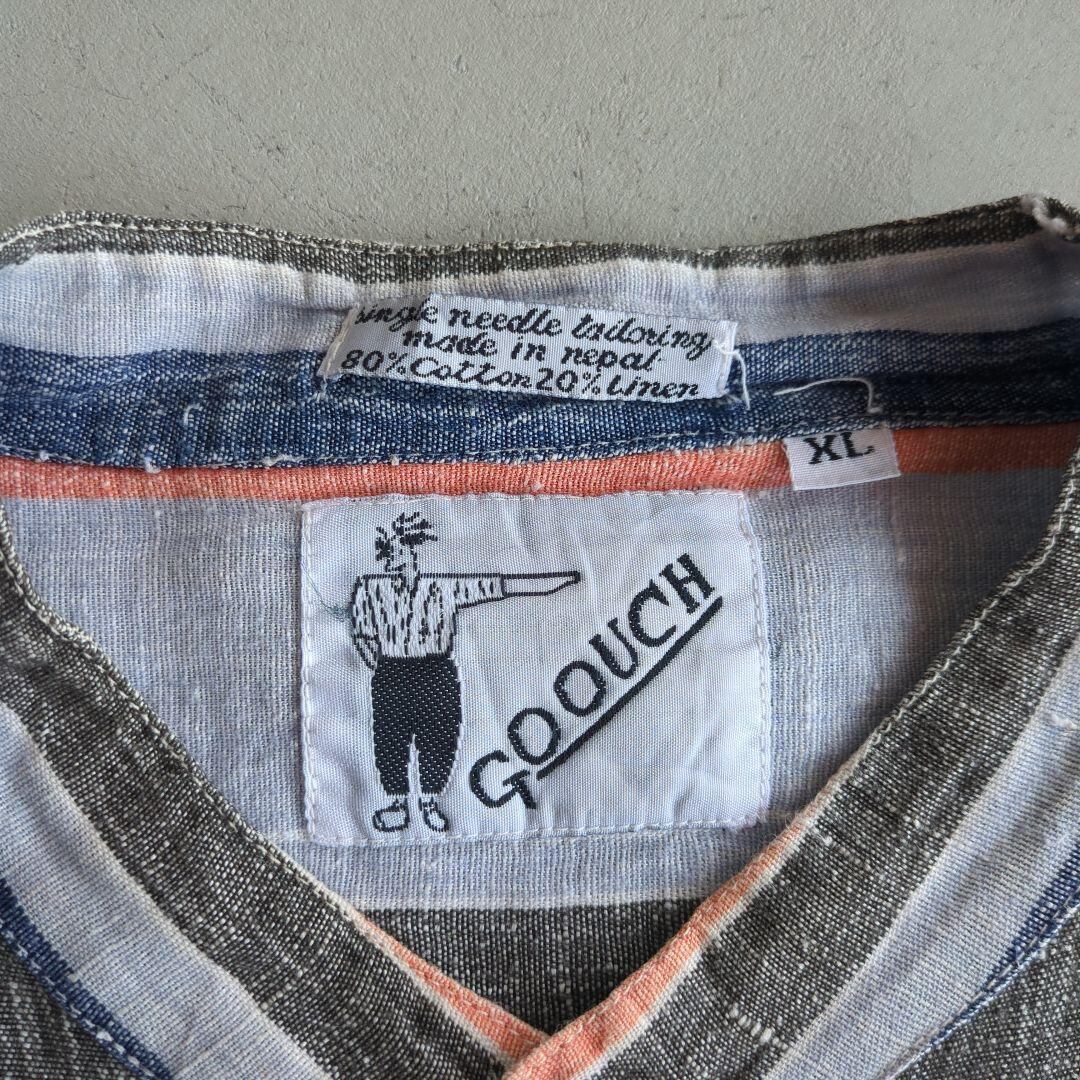 single needle tailoring
made in nepal
80% Cotton 20% Linen
XL
GOOUCH